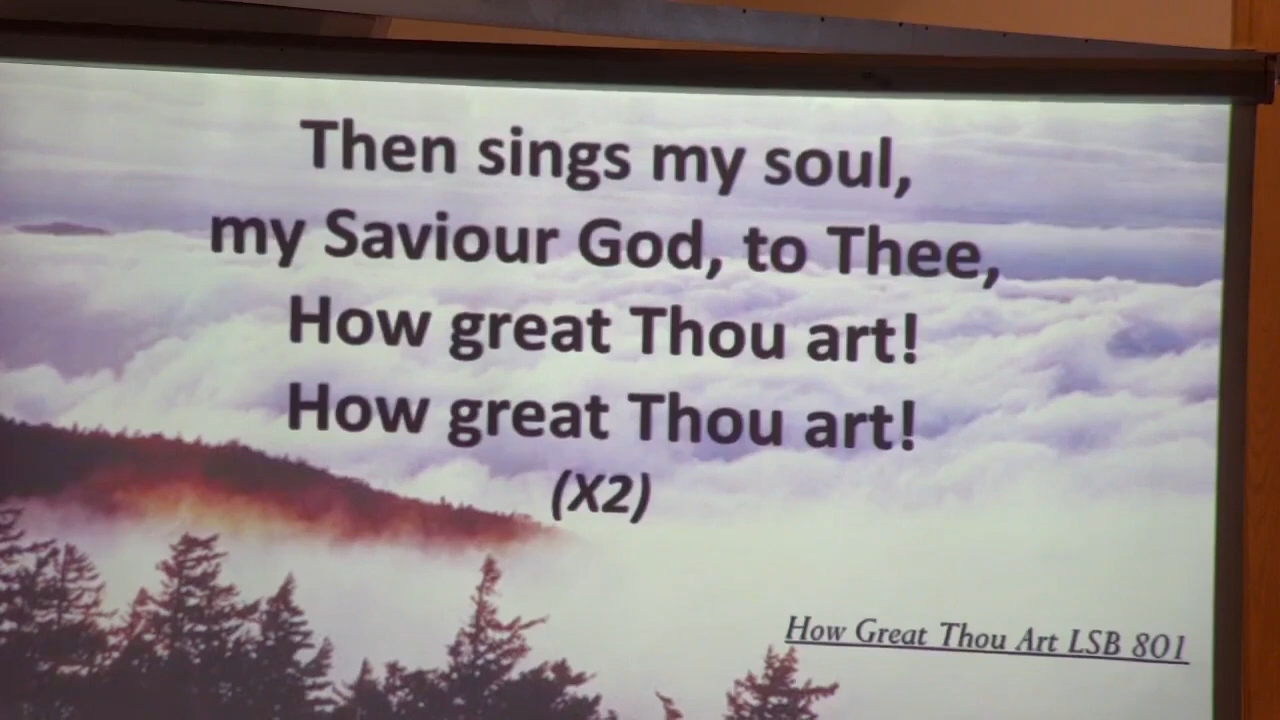 Then sings my soul,
my Saviour God, to Thee,
How great Thou art!
How great Thou art!
(X2)
How Great Thou Art LSB 801